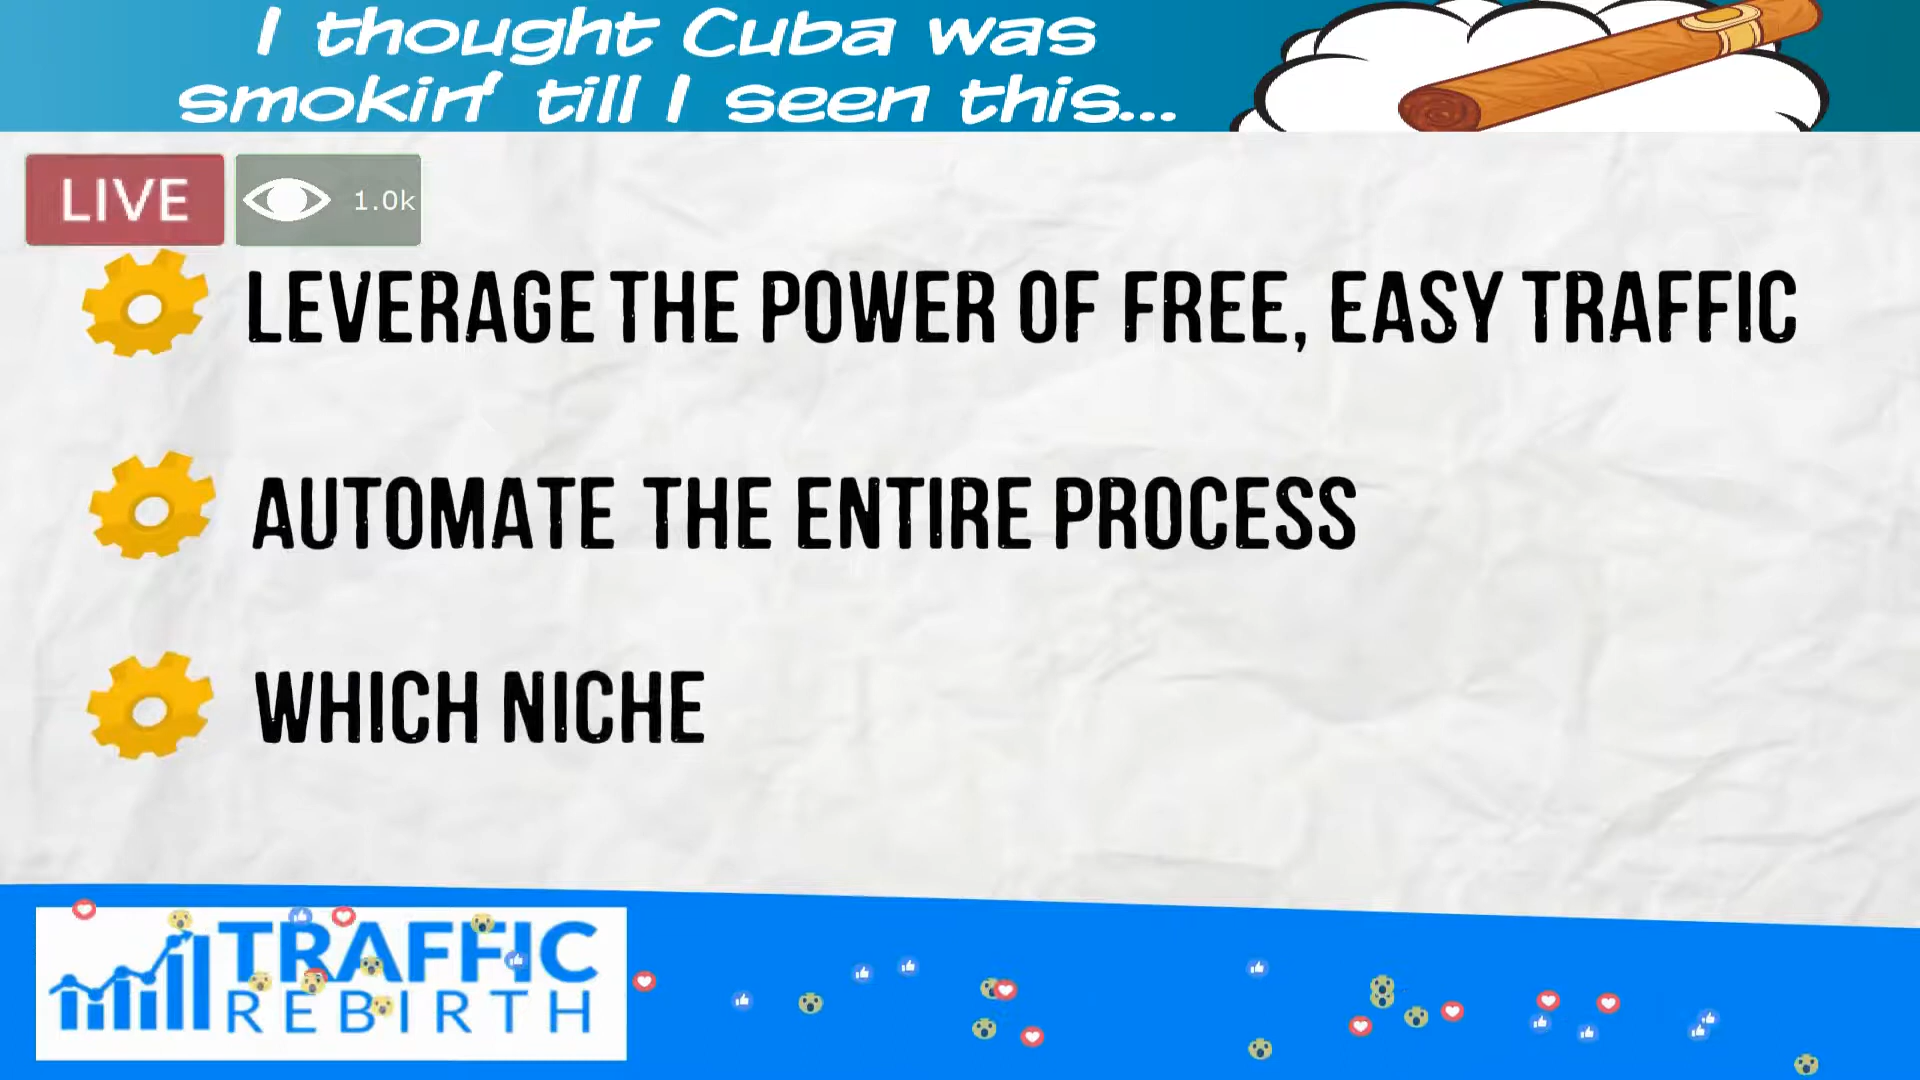 I thought Cuba was
smokin' till I seen this...
LIVE
1.0k
LEVERAGE THE POWER OF FREE, EASY TRAFFIC
AUTOMATE THE ENTIRE PROCESS
WHICH NICHE
TRAFFIC
REBIRTH